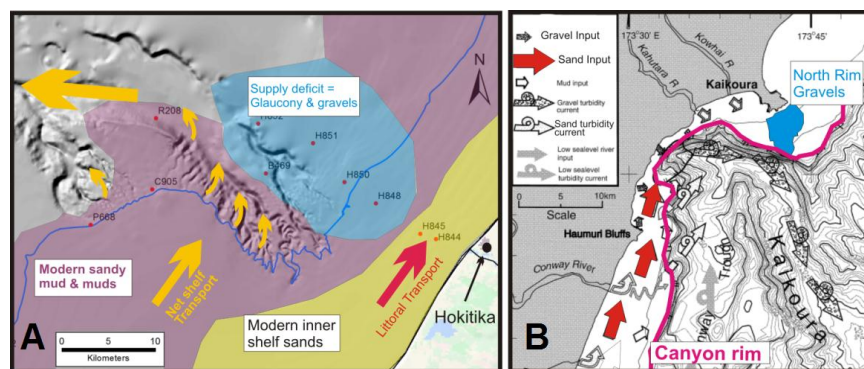 N
Supply deficit =
Glaucony & gravels
R208
H852
H851
B469
H850
H848
C905
P668
H845
H844
Modern sandy
mud & muds
Net shelf
Transport
Littoral Transport
Hokitika
Modern inner
shelf sands
A
0 5 10
Kilometers
Gravel Input
Sand Input
Mud input
Gravel turbidity
current
Sand turbidity
current
Low sealevel river
input
Low sealevel
turbidity current
0 5 10
Scale
173°30' E
173°45'
Kahutara R
Kowhai R
Kaikoura
North Rim
Gravels
Haumuri Bluffs
Conway River
Trough
Kaikoura
Canyon rim
B